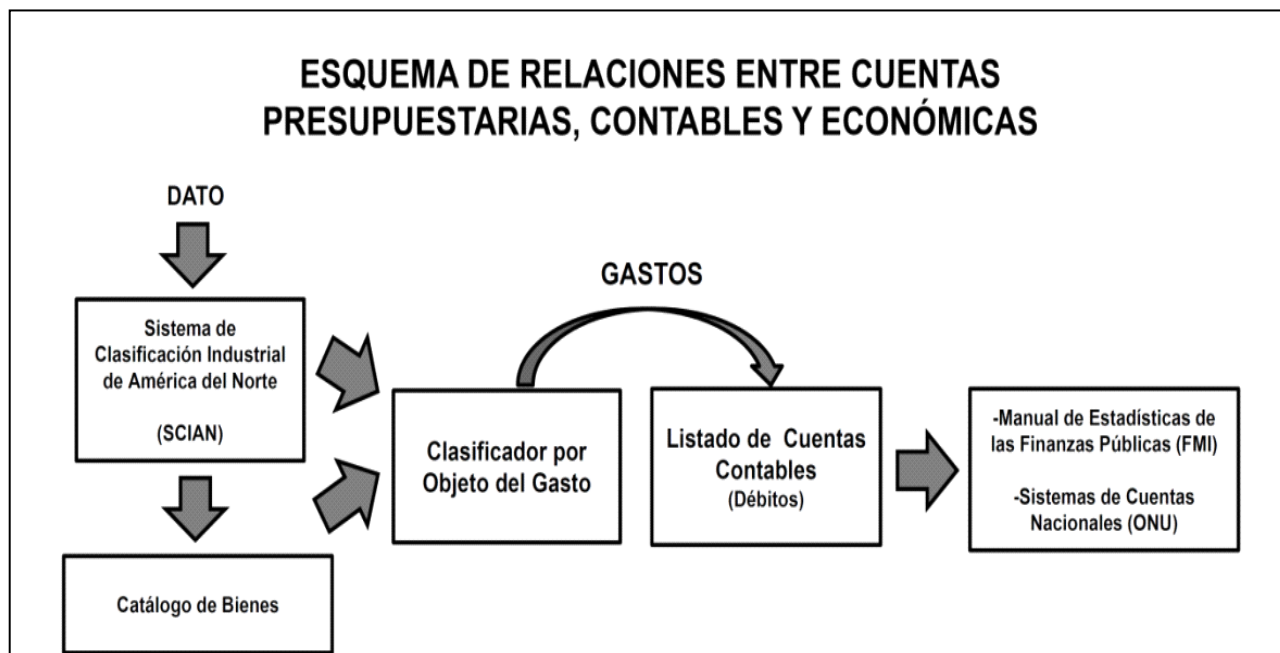 ESQUEMA DE RELACIONES ENTRE CUENTAS
PRESUPUESTARIAS, CONTABLES Y ECONÓMICAS
DATO
GASTOS
Sistema de
Clasificación Industrial
de América del Norte
(SCIAN)
Catálogo de Bienes
Clasificador por
Objeto del Gasto
Listado de Cuentas
Contables
(Débitos)
-Manual de Estadísticas de
las Finanzas Públicas (FMI)
-Sistemas de Cuentas
Nacionales (ONU)